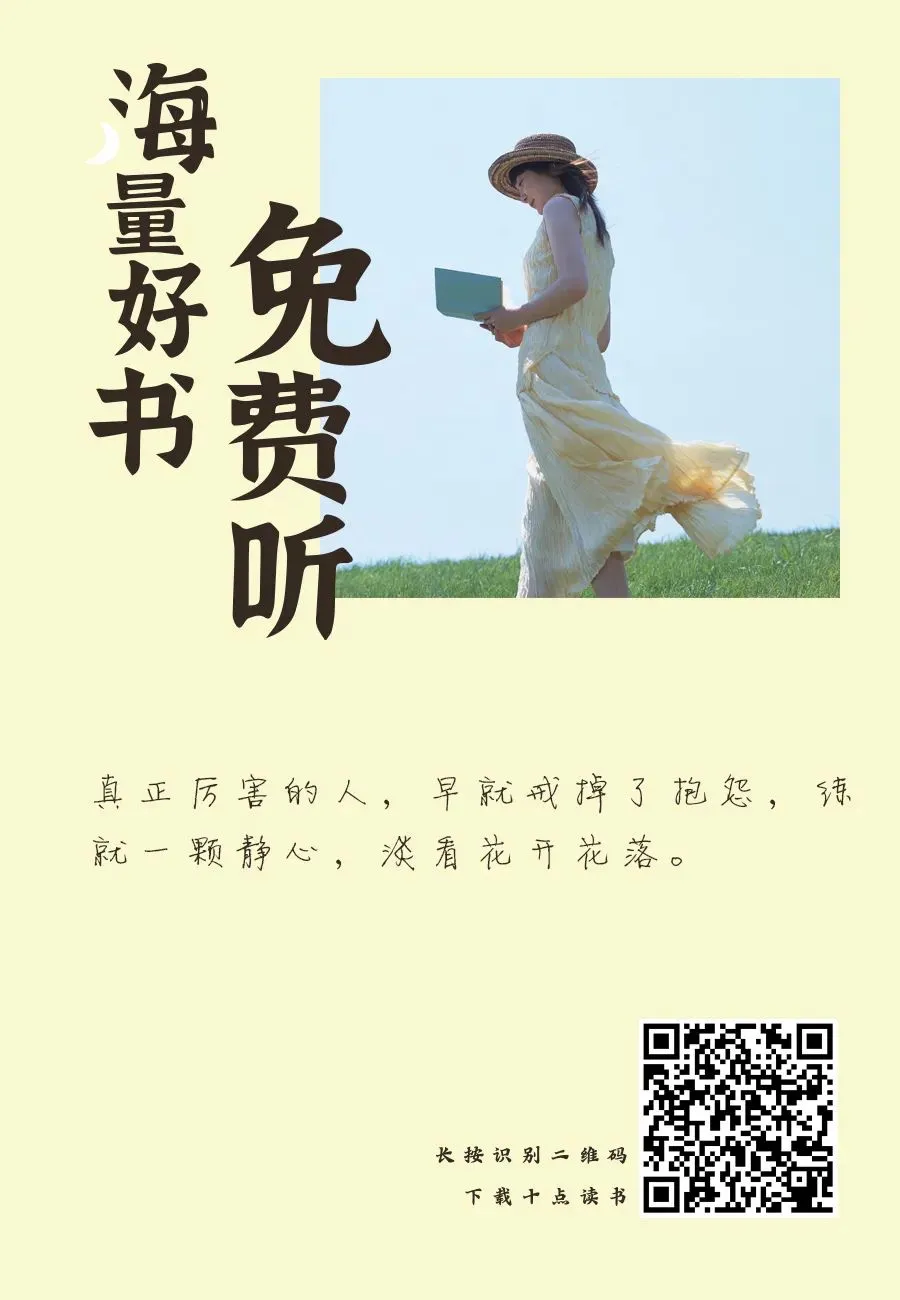 海量好书
免费听
真正厉害的人，早就戒掉了抱怨，练
就一颗静心，淡看花开花落。
长按识别二维码
下载十点读书